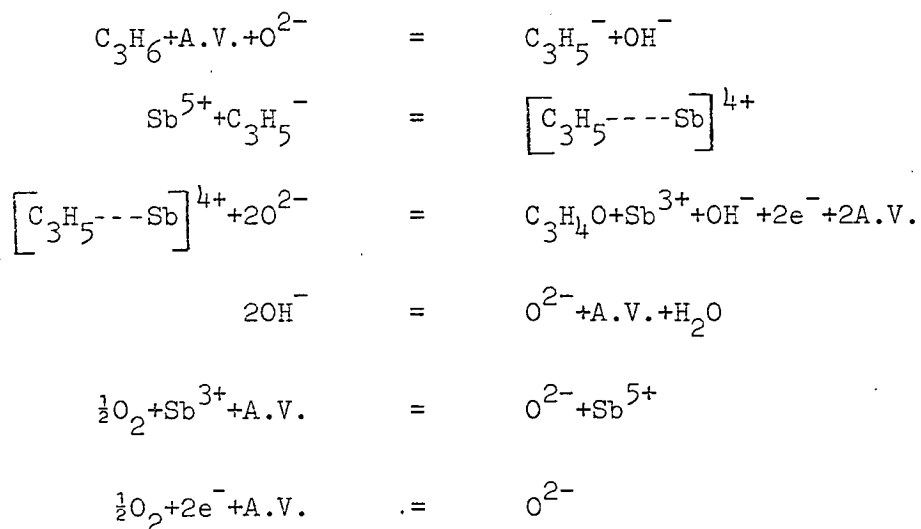 C₃H₆+A.V.+O²⁻ = C₃H₅⁻+OH⁻
Sb⁵⁺+C₃H₅⁻ = [C₃H₅----Sb]⁴⁺
[C₃H₅---Sb]⁴⁺+2O²⁻ = C₃H₄O+Sb³⁺+OH⁻+2e⁻+2A.V.
2OH⁻ = O²⁻+A.V.+H₂O
½O₂+Sb³⁺+A.V. = O²⁻+Sb⁵⁺
½O₂+2e⁻+A.V. .= O²⁻